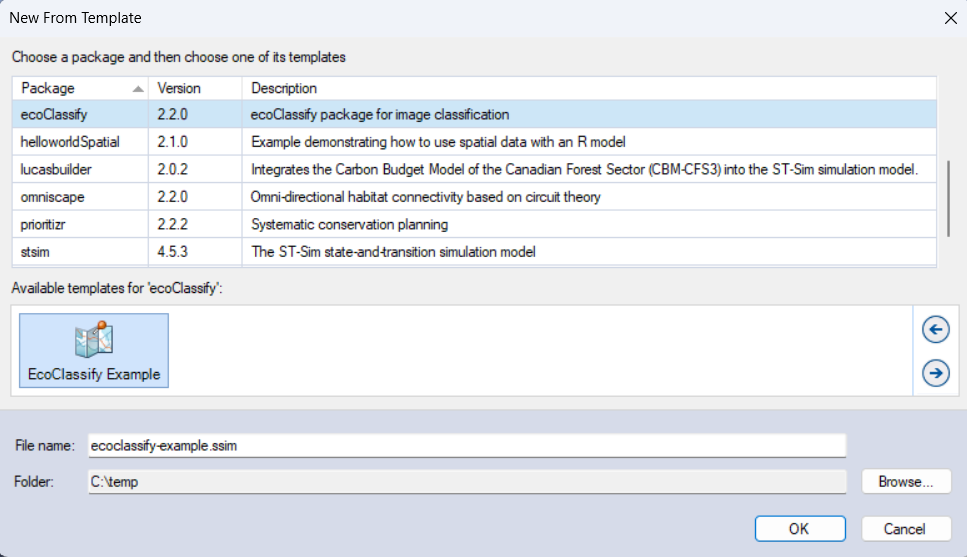 New From Template
Choose a package and then choose one of its templates
Package Version Description
ecoClassify 2.2.0 ecoClassify package for image classification
helloworldSpatial 2.1.0 Example demonstrating how to use spatial data with an R model
lucasbuilder 2.0.2 Integrates the Carbon Budget Model of the Canadian Forest Sector (CBM-CFS3) into the ST-Sim simulation model.
omniscape 2.2.0 Omni-directional habitat connectivity based on circuit theory
prioritizr 2.2.2 Systematic conservation planning
stsim 4.5.3 The ST-Sim state-and-transition simulation model
Available templates for 'ecoClassify':
EcoClassify Example
File name: ecoclassify-example.ssim
Folder: C:\temp Browse...
OK Cancel